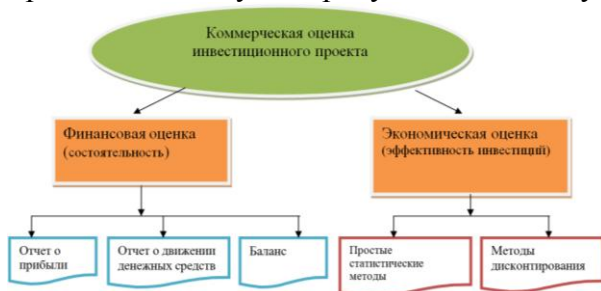 Коммерческая оценка
инвестиционного проекта
Финансовая оценка
(состоятельность)
Экономическая оценка
(эффективность инвестиций)
Отчет о
прибыли
Отчет о движении
денежных средств
Баланс
Простые
статистические
методы
Методы
дисконтирования